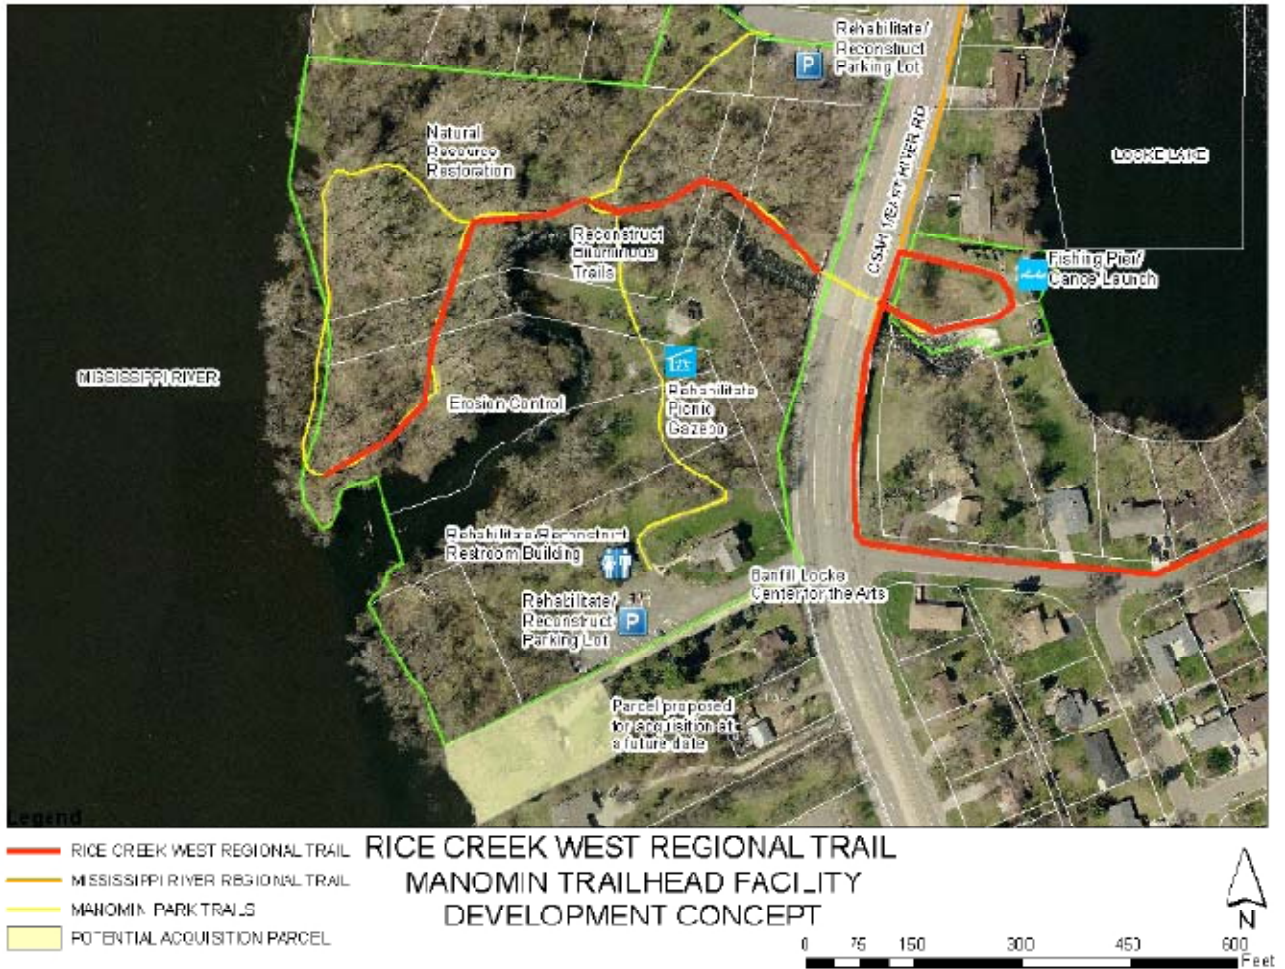 Rehabilitate/
Reconstruct
Parking Lot
P
Natural
Resource
Restoration
LOCKE LAKE
CSAH 1/EAST RIVER RD
Reconstruct
Bituminous
Trails
Fishing Pier/
Canoe Launch
MISSISSIPPI RIVER
Erosion Control
Rehabilitate
Picnic
Gazebo
Rehabilitate/Reconstruct
Restroom Building
Banfill Locke
Center for the Arts
Rehabilitate/
Reconstruct
Parking Lot
P
Parcel proposed
for acquisition at
a future date
Legend
RICE CREEK WEST REGIONAL TRAIL
MISSISSIPPI RIVER REGIONAL TRAIL
MANOMIN PARK TRAILS
POTENTIAL ACQUISITION PARCEL
RICE CREEK WEST REGIONAL TRAIL
MANOMIN TRAILHEAD FACILITY
DEVELOPMENT CONCEPT
N
0 75 150 300 450 600
Feet